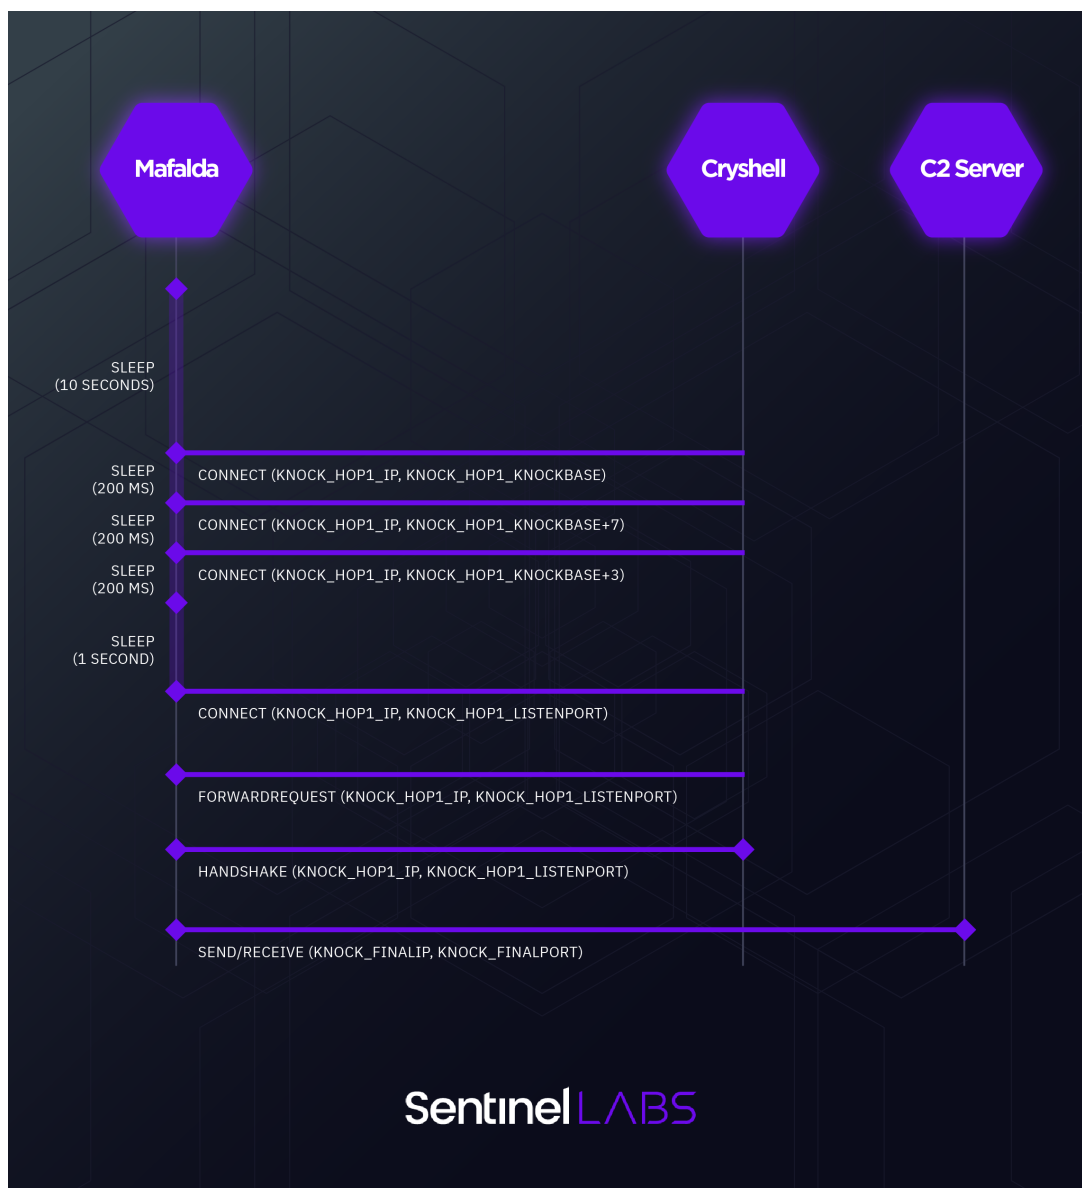 Mafalda
Cryshell
C2 Server
SLEEP
(10 SECONDS)
CONNECT (KNOCK_HOP1_IP, KNOCK_HOP1_KNOCKBASE)
SLEEP
(200 MS)
CONNECT (KNOCK_HOP1_IP, KNOCK_HOP1_KNOCKBASE+7)
SLEEP
(200 MS)
CONNECT (KNOCK_HOP1_IP, KNOCK_HOP1_KNOCKBASE+3)
SLEEP
(200 MS)
SLEEP
(1 SECOND)
CONNECT (KNOCK_HOP1_IP, KNOCK_HOP1_LISTENPORT)
FORWARDREQUEST (KNOCK_HOP1_IP, KNOCK_HOP1_LISTENPORT)
HANDSHAKE (KNOCK_HOP1_IP, KNOCK_HOP1_LISTENPORT)
SEND/RECEIVE (KNOCK_FINALIP, KNOCK_FINALPORT)
Sentinel LABS